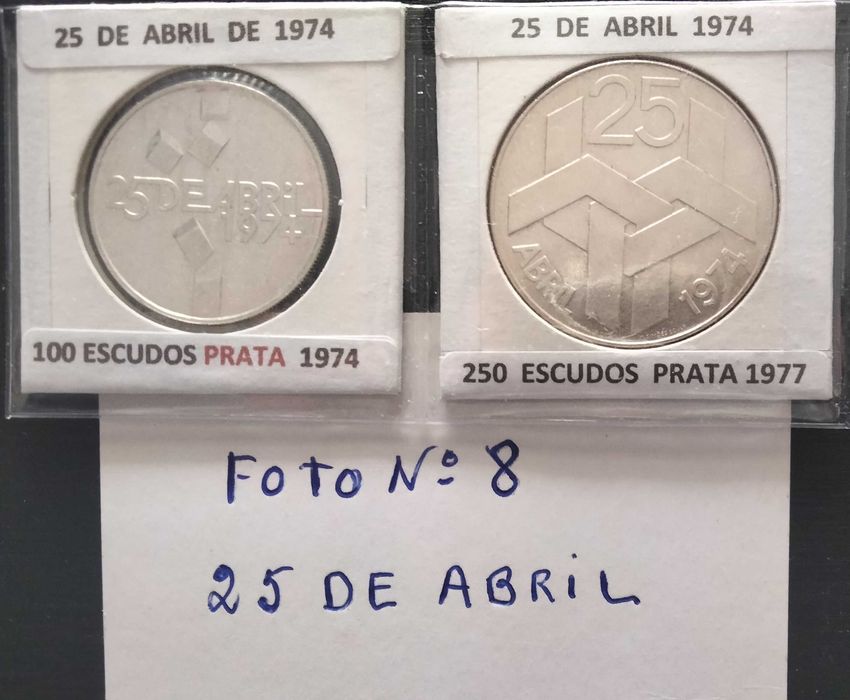 25 DE ABRIL DE 1974
25 DE ABRIL
1974
100 ESCUDOS PRATA 1974
25 DE ABRIL 1974
25
ABRIL 1974
250 ESCUDOS PRATA 1977
FOTO Nº 8
25 DE ABRiL